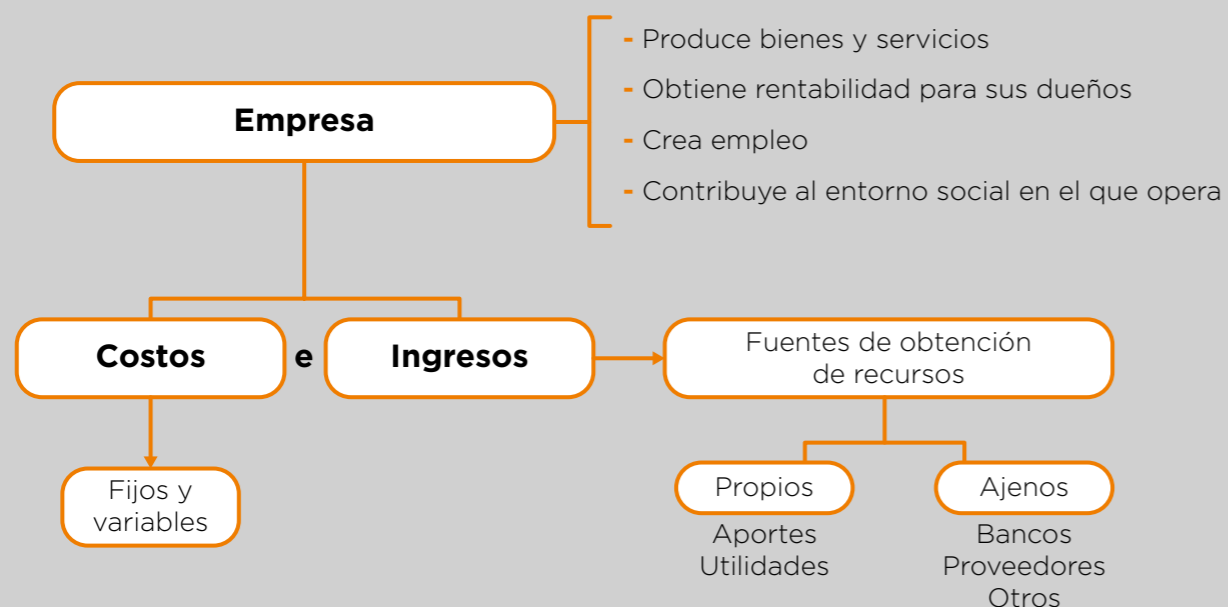 Empresa
- Produce bienes y servicios
- Obtiene rentabilidad para sus dueños
- Crea empleo
- Contribuye al entorno social en el que opera
Costos
e
Ingresos
Fuentes de obtención
de recursos
Fijos y
variables
Propios
Aportes
Utilidades
Ajenos
Bancos
Proveedores
Otros